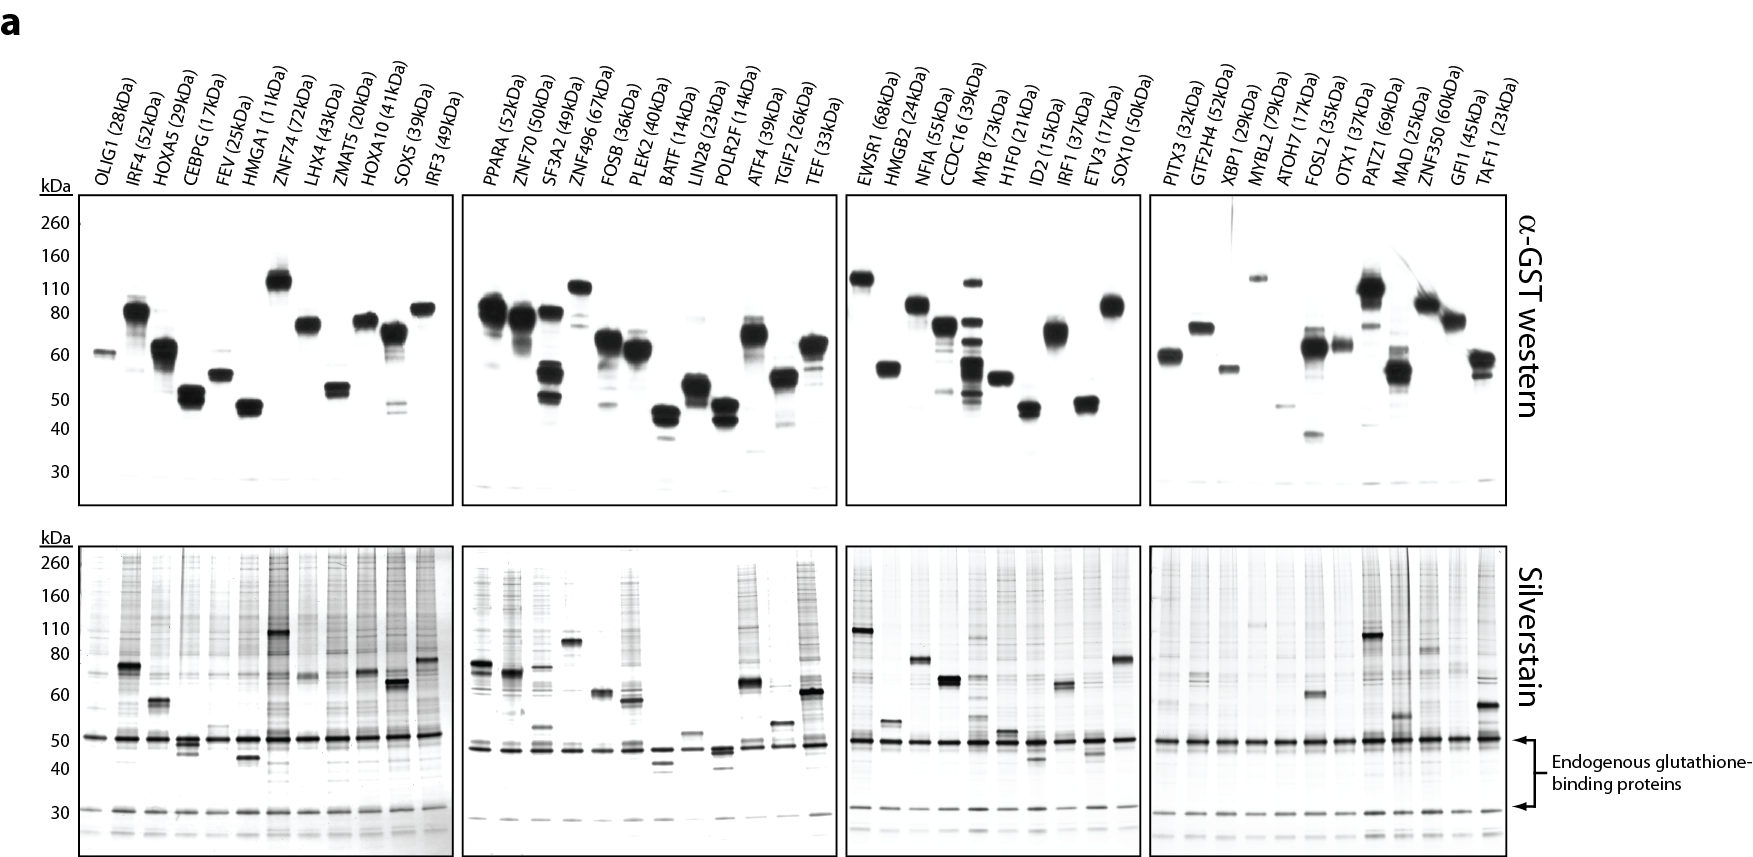 a
OLIG1 (28kDa)
IRF4 (52kDa)
HOXA5 (29kDa)
CEBPG (17kDa)
FEV (25kDa)
HMGA1 (11kDa)
ZNF74 (72kDa)
LHX4 (43kDa)
ZMAT5 (20kDa)
HOXA10 (41kDa)
SOX5 (39kDa)
IRF3 (49kDa)
PPARA (52kDa)
ZNF70 (50kDa)
SF3A2 (49kDa)
ZNF496 (67kDa)
FOSB (36kDa)
PLEK2 (40kDa)
BATF (14kDa)
LIN28 (23kDa)
POLR2F (14kDa)
ATF4 (39kDa)
TGIF2 (26kDa)
TEF (33kDa)
EWSR1 (68kDa)
HMGB2 (24kDa)
NFIA (55kDa)
CCDC16 (39kDa)
MYB (73kDa)
H1F0 (21kDa)
ID2 (15kDa)
IRF1 (37kDa)
ETV3 (17kDa)
SOX10 (50kDa)
PITX3 (32kDa)
GTF2H4 (52kDa)
XBP1 (29kDa)
MYBL2 (79kDa)
ATOH7 (17kDa)
FOSL2 (35kDa)
OTX1 (37kDa)
PATZ1 (69kDa)
MAD (25kDa)
ZNF350 (60kDa)
GFI1 (45kDa)
TAF11 (23kDa)
kDa
260
160
110
80
60
50
40
30
α-GST western
kDa
260
160
110
80
60
50
40
30
Silverstain
Endogenous glutathione-
binding proteins